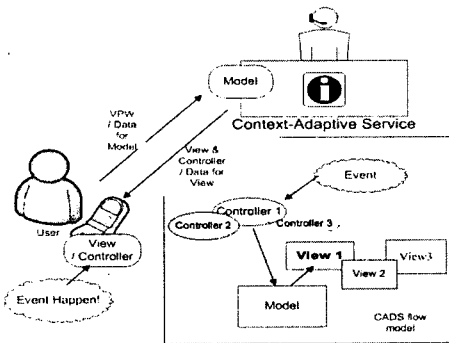 Model
Context-Adaptive Service
VPW
/ Data
for
Model
View &
Controller
/ Data for
View
User
View
/ Controller
Event Happen!
Event
Controller 1
Controller 2
Controller 3
View 1
View 2
View3
Model
CADS flow
model